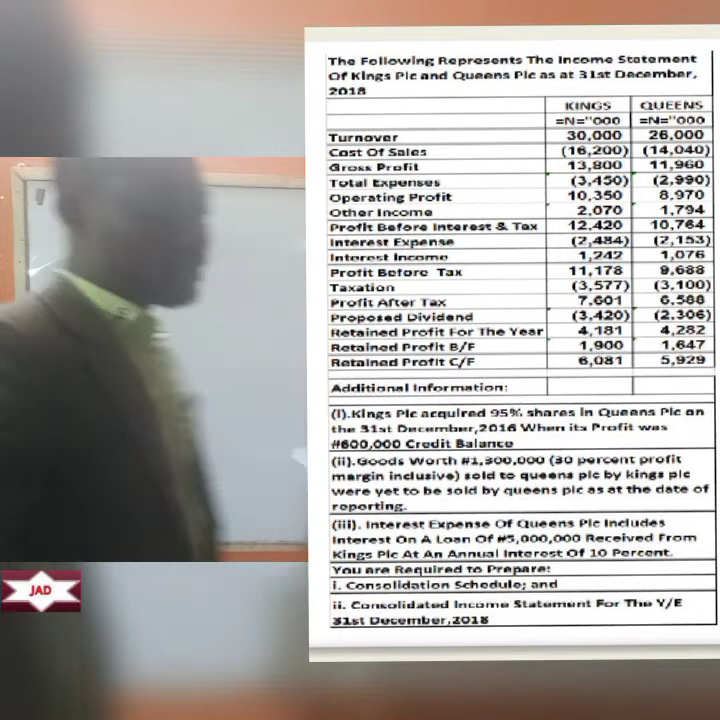 The Following Represents The Income Statement
Of Kings Plc and Queens Plc as at 31st December,
2018
KINGS QUEENS
=N="000 =N="000
Turnover 30,000 26,000
Cost Of Sales (16,200) (14,040)
Gross Profit 13,800 11,960
Total Expenses (3,450) (2,990)
Operating Profit 10,350 8,970
Other Income 2,070 1,794
Profit Before Interest & Tax 12,420 10,764
Interest Expense (2,484) (2,153)
Interest Income 1,242 1,076
Profit Before Tax 11,178 9,688
Taxation (3,577) (3,100)
Profit After Tax 7,601 6,588
Proposed Dividend (3,420) (2,306)
Retained Profit For The Year 4,181 4,282
Retained Profit B/F 1,900 1,647
Retained Profit C/F 6,081 5,929
Additional Information:
(i).Kings Plc acquired 95% shares in Queens Plc on
the 31st December,2016 When its Profit was
#600,000 Credit Balance
(ii).Goods Worth #1,300,000 (30 percent profit
margin inclusive) sold to queens plc by kings plc
were yet to be sold by queens plc as at the date of
reporting.
(iii). Interest Expense Of Queens Plc Includes
Interest On A Loan Of #5,000,000 Received From
Kings Plc At An Annual Interest Of 10 Percent.
You are Required to Prepare:
i. Consolidation Schedule; and
ii. Consolidated Income Statement For The Y/E
31st December,2018
JAD